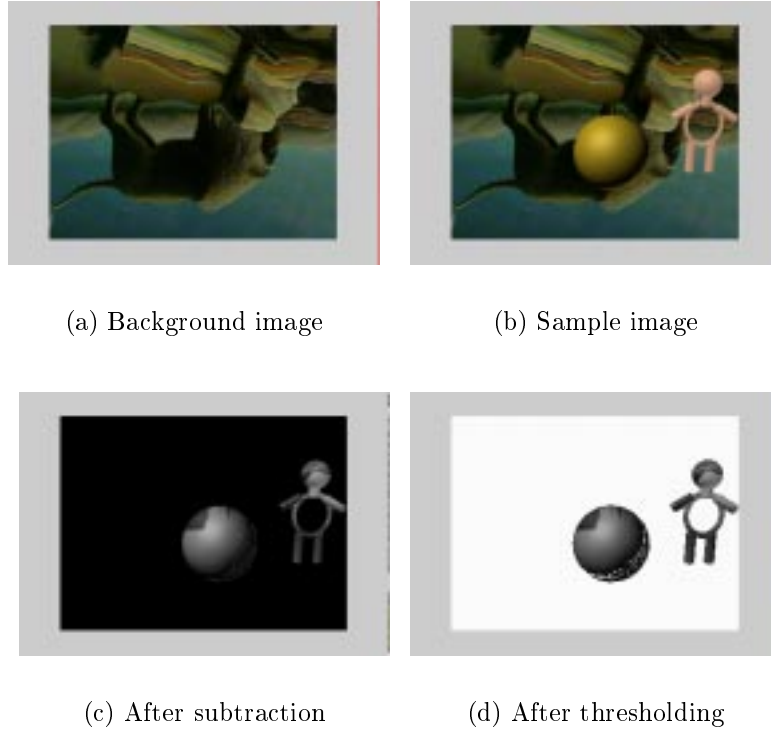 (a) Background image
(b) Sample image
(c) After subtraction
(d) After thresholding